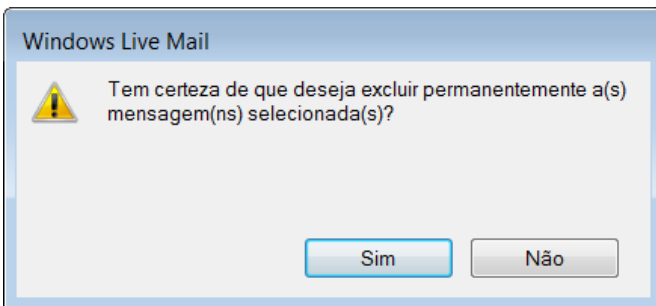 Windows Live Mail
Tem certeza de que deseja excluir permanentemente a(s)
mensagem(ns) selecionada(s)?
Sim
Não